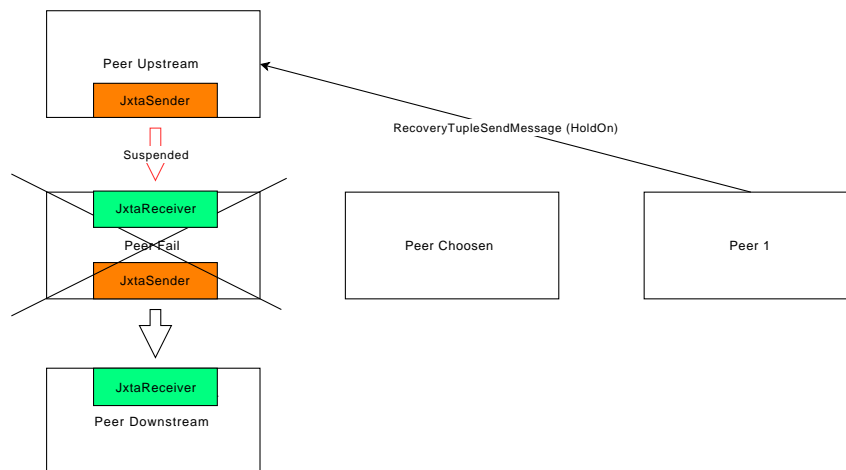 Peer Upstream
JxtaSender
RecoveryTupleSendMessage (HoldOn)
Suspended
JxtaReceiver
Peer Fail
Peer Choosen
Peer 1
JxtaSender
JxtaReceiver
Peer Downstream